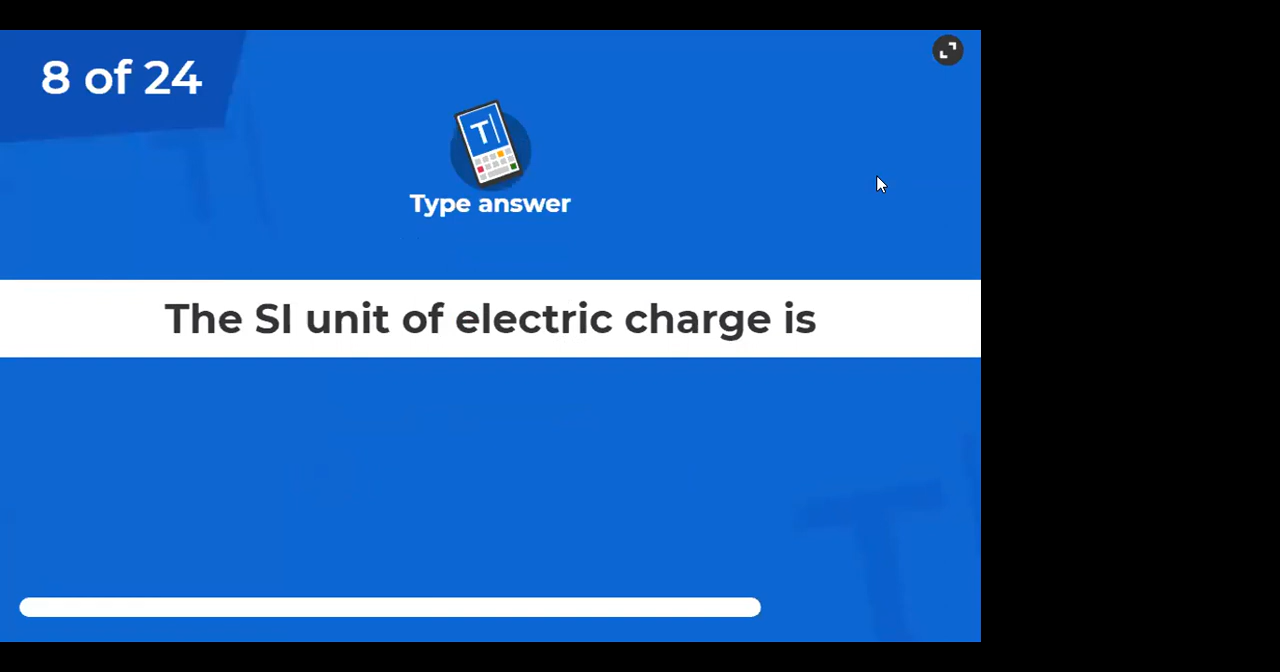 8 of 24
T
Type answer
The SI unit of electric charge is